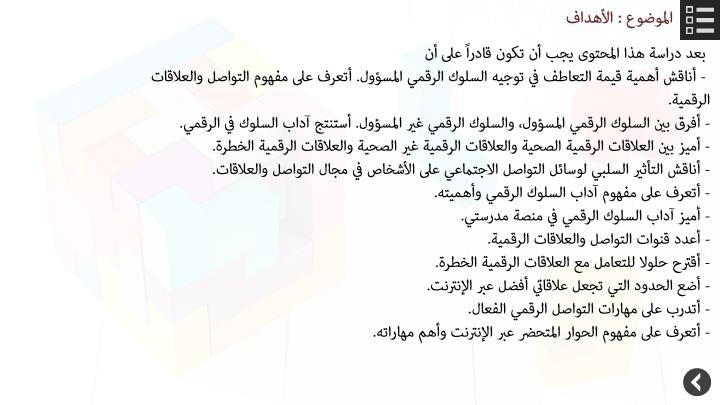 الموضوع : الأهداف
بعد دراسة هذا المحتوى يجب أن تكون قادراً على أن
- أناقش أهمية قيمة التعاطف في توجيه السلوك الرقمي المسؤول. أتعرف على مفهوم التواصل والعلاقات
الرقمية.
- أفرق بين السلوك الرقمي المسؤول، والسلوك الرقمي غير المسؤول. أستنتج آداب السلوك في الرقمي.
- أميز بين العلاقات الرقمية الصحية والعلاقات الرقمية غير الصحية والعلاقات الرقمية الخطرة.
- أناقش التأثير السلبي لوسائل التواصل الاجتماعي على الأشخاص في مجال التواصل والعلاقات.
- أتعرف على مفهوم آداب السلوك الرقمي وأهميته.
- أميز آداب السلوك الرقمي في منصة مدرستي.
- أعدد قنوات التواصل والعلاقات الرقمية.
- أقترح حلولا للتعامل مع العلاقات الرقمية الخطرة.
- أضع الحدود التي تجعل علاقاتي أفضل عبر الإنترنت.
- أتدرب على مهارات التواصل الرقمي الفعال.
- أتعرف على مفهوم الحوار المتحضر عبر الإنترنت وأهم مهاراته.